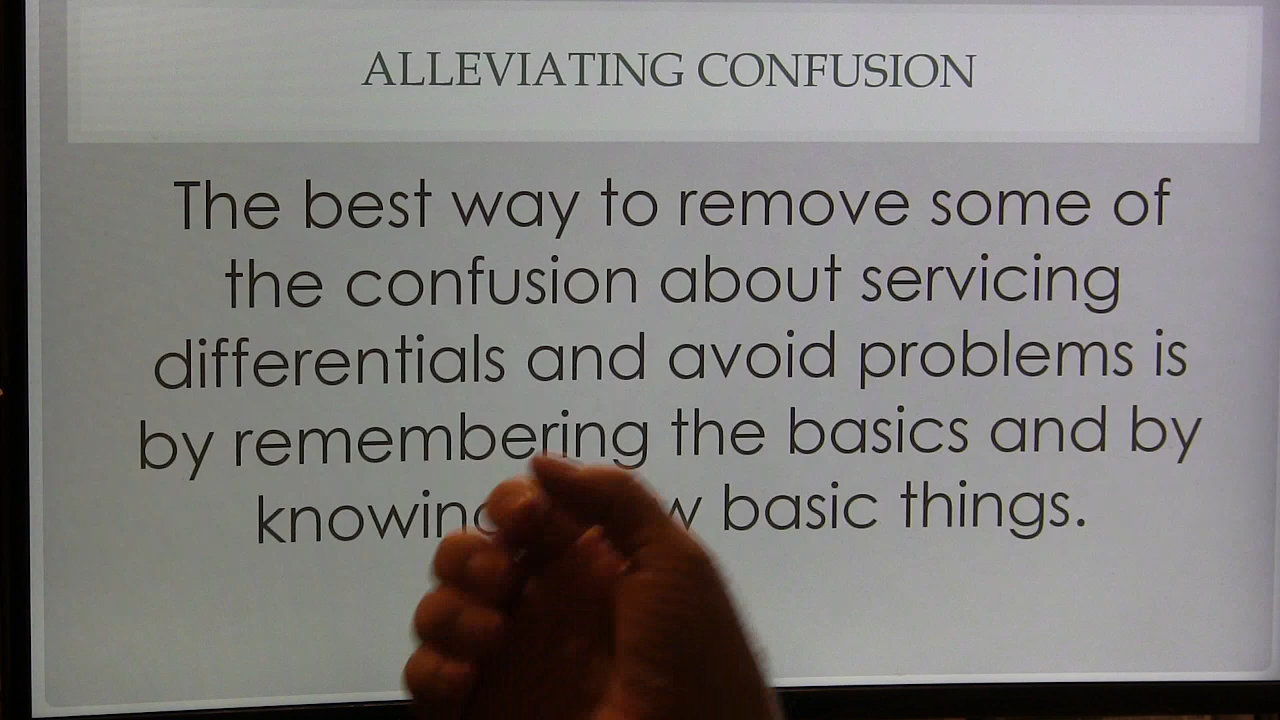 ALLEVIATING CONFUSION
The best way to remove some of
the confusion about servicing
differentials and avoid problems is
by remembering the basics and by
knowing basic things.